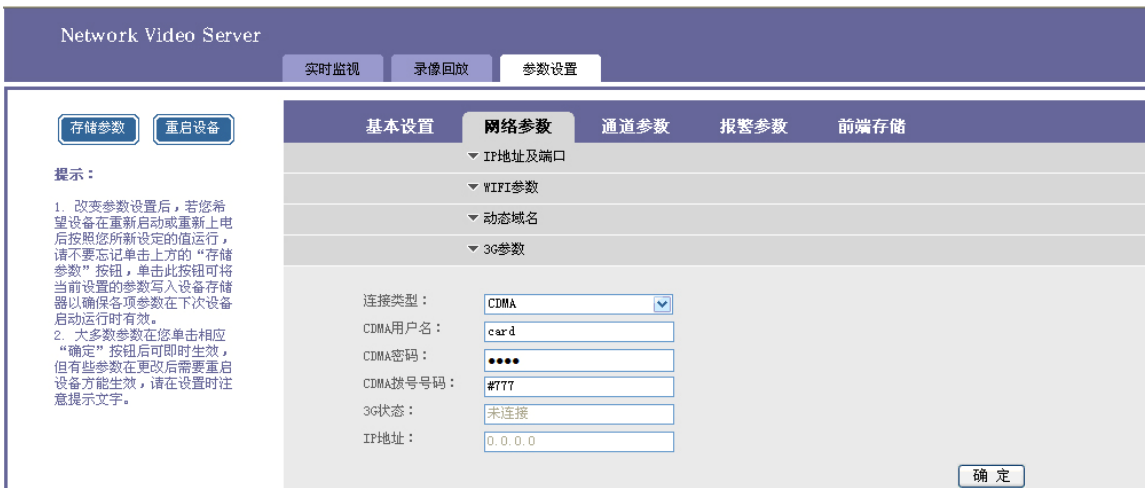 Network Video Server
实时监视 录像回放 参数设置
存储参数 重启设备
基本设置 网络参数 通道参数 报警参数 前端存储
IP地址及端口
WIFI参数
动态域名
3G参数
提示：
1. 改变参数设置后，若您希
望设备在重新启动或重新上电
后按照您所新设定的值运行，
请不要忘记单击上方的“存储
参数”按钮，单击此按钮可将
当前设置的参数写入设备存储
器以确保各项参数在下次设备
启动运行时有效。
2. 大多数参数在您单击相应
“确定”按钮后可即时生效，
但有些参数在更改后需要重启
设备方能生效，请在设置时注
意提示文字。
连接类型： CDMA
CDMA用户名： card
CDMA密码： ●●●●
CDMA拨号号码： #777
3G状态： 未连接
IP地址： 0.0.0.0
确 定